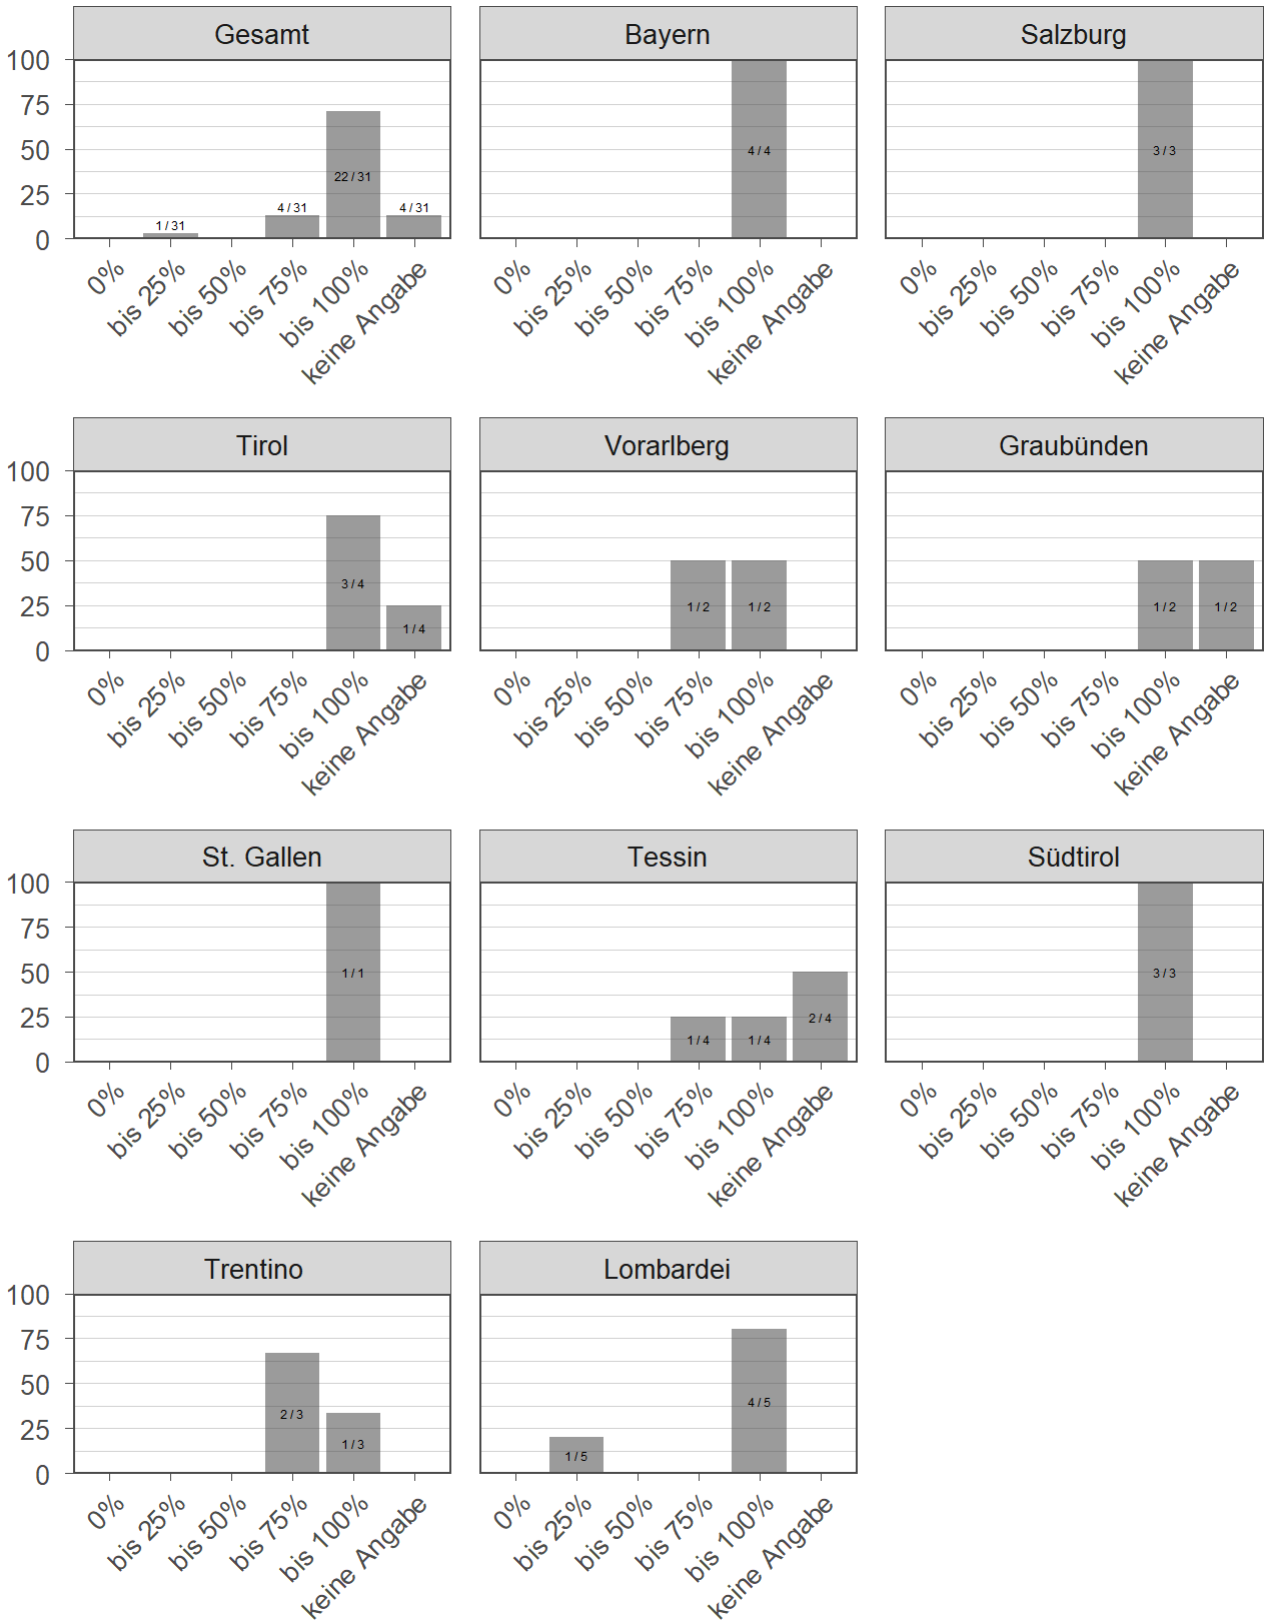 Gesamt Bayern Salzburg
100
75
50
25
0
1 / 31 4 / 31 22 / 31 4 / 31 4 / 4 3 / 3
0% bis 25% bis 50% bis 75% bis 100% keine Angabe 0% bis 25% bis 50% bis 75% bis 100% keine Angabe 0% bis 25% bis 50% bis 75% bis 100% keine Angabe
Tirol Vorarlberg Graubünden
100
75
50
25
0
3 / 4 1 / 4 1 / 2 1 / 2 1 / 2 1 / 2
0% bis 25% bis 50% bis 75% bis 100% keine Angabe 0% bis 25% bis 50% bis 75% bis 100% keine Angabe 0% bis 25% bis 50% bis 75% bis 100% keine Angabe
St. Gallen Tessin Südtirol
100
75
50
25
0
1 / 1 1 / 4 1 / 4 2 / 4 3 / 3
0% bis 25% bis 50% bis 75% bis 100% keine Angabe 0% bis 25% bis 50% bis 75% bis 100% keine Angabe 0% bis 25% bis 50% bis 75% bis 100% keine Angabe
Trentino Lombardei
100
75
50
25
0
2 / 3 1 / 3 1 / 5 4 / 5
0% bis 25% bis 50% bis 75% bis 100% keine Angabe 0% bis 25% bis 50% bis 75% bis 100% keine Angabe